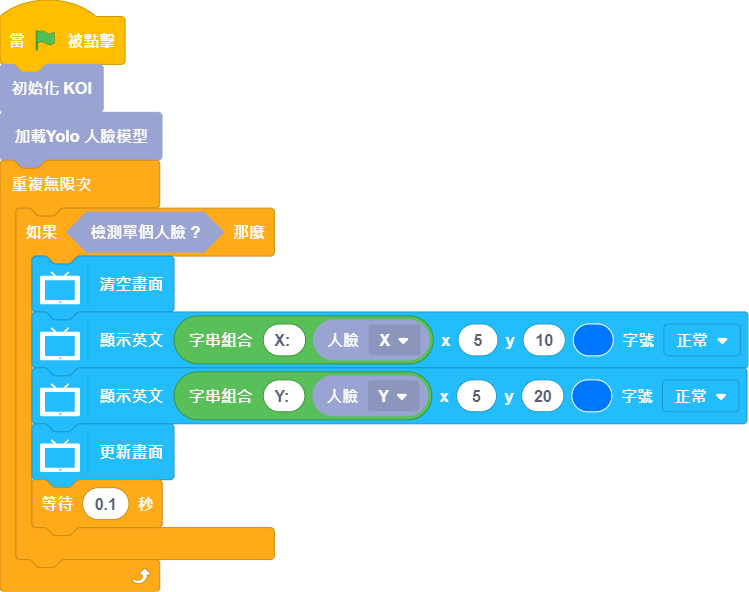 當 被點擊
初始化 KOI
加載Yolo 人臉模型
重複無限次
如果 檢測單個人臉 ? 那麼
清空畫面
顯示英文 字串組合 X: 人臉 X x 5 y 10 字號 正常
顯示英文 字串組合 Y: 人臉 Y x 5 y 20 字號 正常
更新畫面
等待 0.1 秒